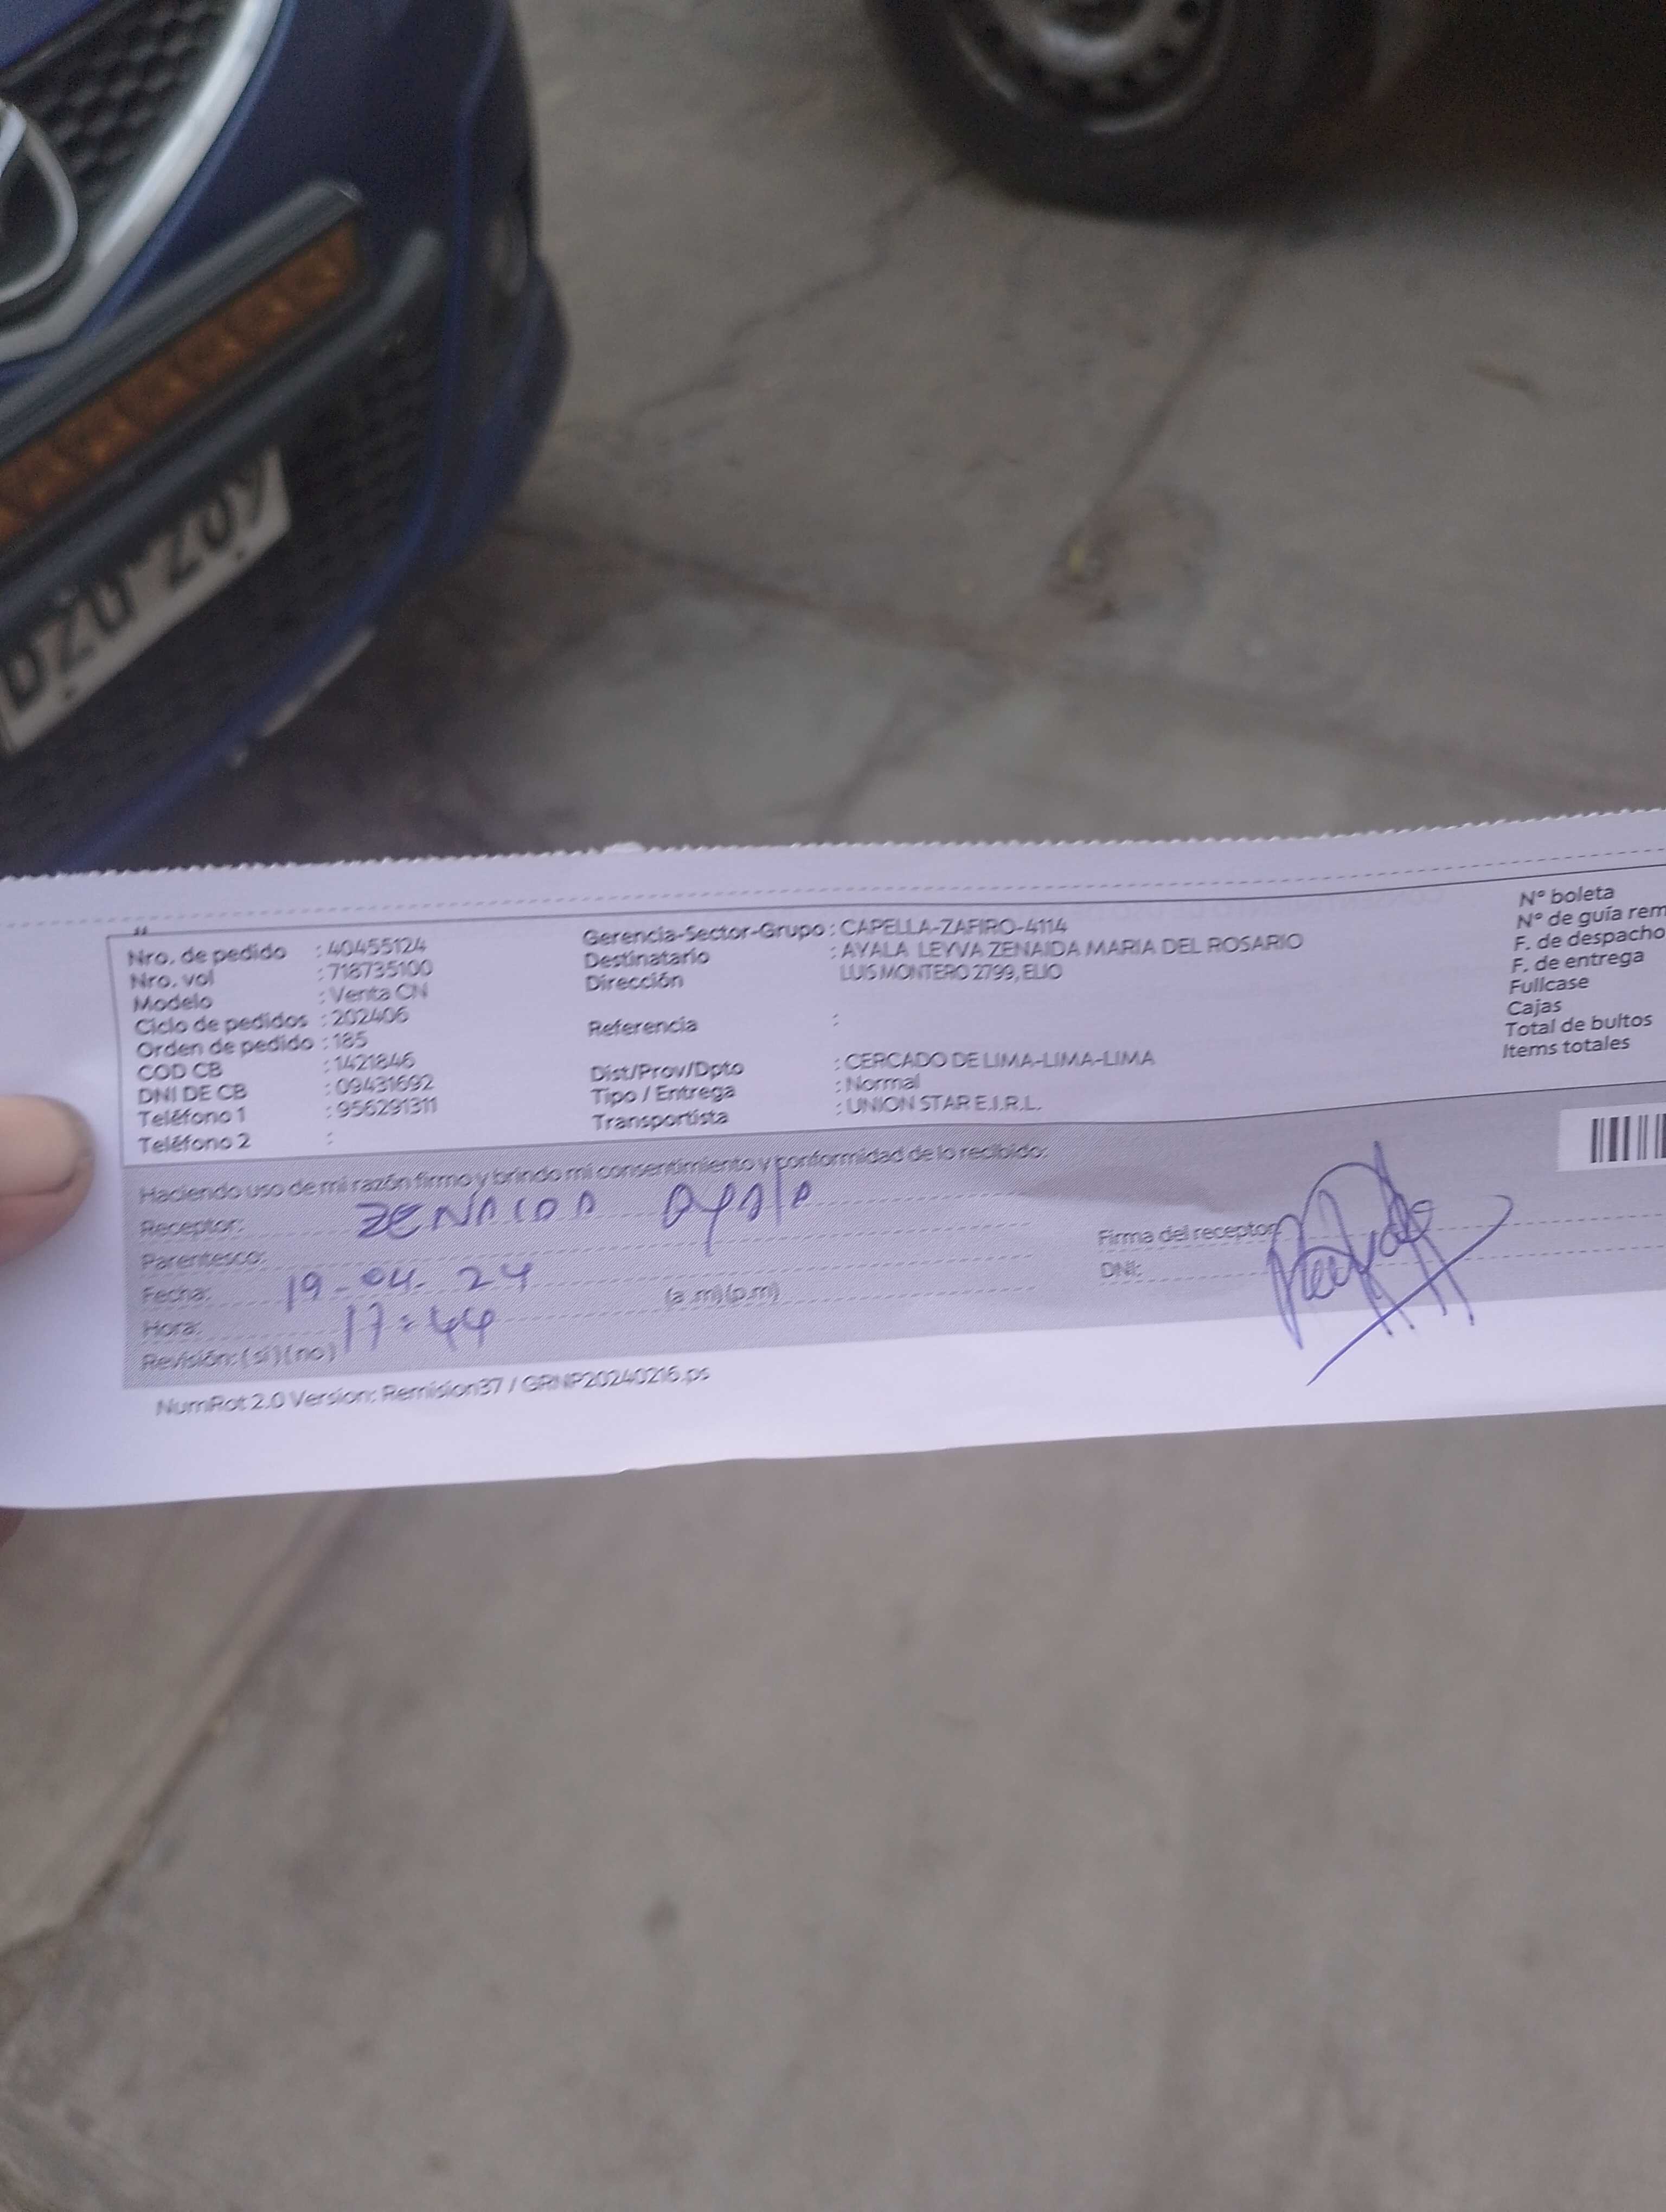 Nro. de pedido : 40455124
Nro. vol : 718735100
Modelo : Venta CN
Ciclo de pedidos : 202406
Orden de pedido : 185
COD CB : 1421846
DNI DE CB : 09431692
Teléfono 1 : 956291311
Teléfono 2 :
Gerencia-Sector-Grupo : CAPELLA-ZAFIRO-4114
Destinatario : AYALA LEYVA ZENAIDA MARIA DEL ROSARIO
Dirección LUIS MONTERO 2799, ELIO
Referencia :
Dist/Prov/Dpto : CERCADO DE LIMA-LIMA-LIMA
Tipo / Entrega : Normal
Transportista : UNION STAR E.I.R.L.
N° boleta
N° de guía rem
F. de despacho
F. de entrega
Fullcase
Cajas
Total de bultos
Items totales
Haciendo uso de mi razón firmo y brindo mi consentimiento y conformidad de lo recibido:
Receptor: ZENAIDA Ayala
Parentesco:
Fecha: 19-04-24
Hora: 17:44 (a.m)(p.m)
Revisión: (si) (no)
Firma del receptor:
DNI:
NumRot 2.0 Version: Remision37 / GRNP20240216.ps